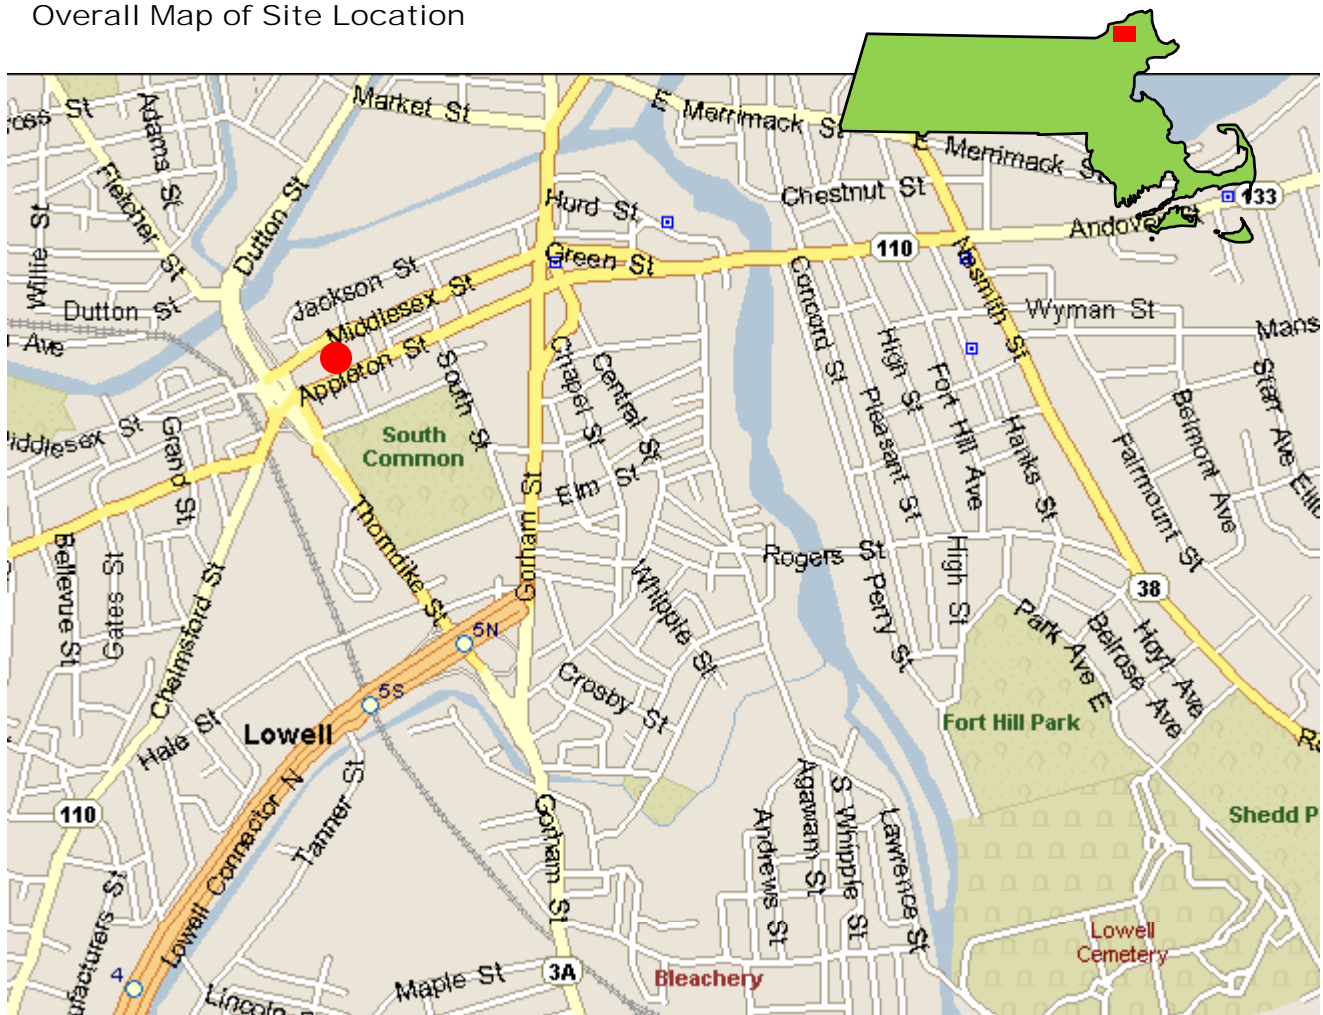 Overall Map of Site Location
Market St
E Merrimack St
E Merrimack St
Adams St
Fletcher St
Willie St
Dutton St
Dutton St
Hurd St
Chestnut St
133
Andover St
110
Green St
Jackson St
Middlesex St
Nesmith St
Wyman St
Ave
Appleton St
South St
Chapel St
Central St
Concord St
High St
Pleasant St
Fort Hill Ave
Hanks St
Fairmount St
Belmont Ave
Starr Ave
Grand St
South
Common
Elm St
Gorham St
Thorndike St
Bellevue St
Gates St
Chelmsford St
Rogers St
S Perry St
High St
38
Whipple St
Park Ave E
Belrose Ave
Hoyt Ave
5N
5S
Crosby St
Hale St
Lowell
Fort Hill Park
110
Lowell Connector N
Tanner St
Gorham St
Agawam St
Andrews St
S Whipple St
Lawrence St
Shedd P
Lowell
Cemetery
4
Maple St
3A
Bleachery
Lincoln